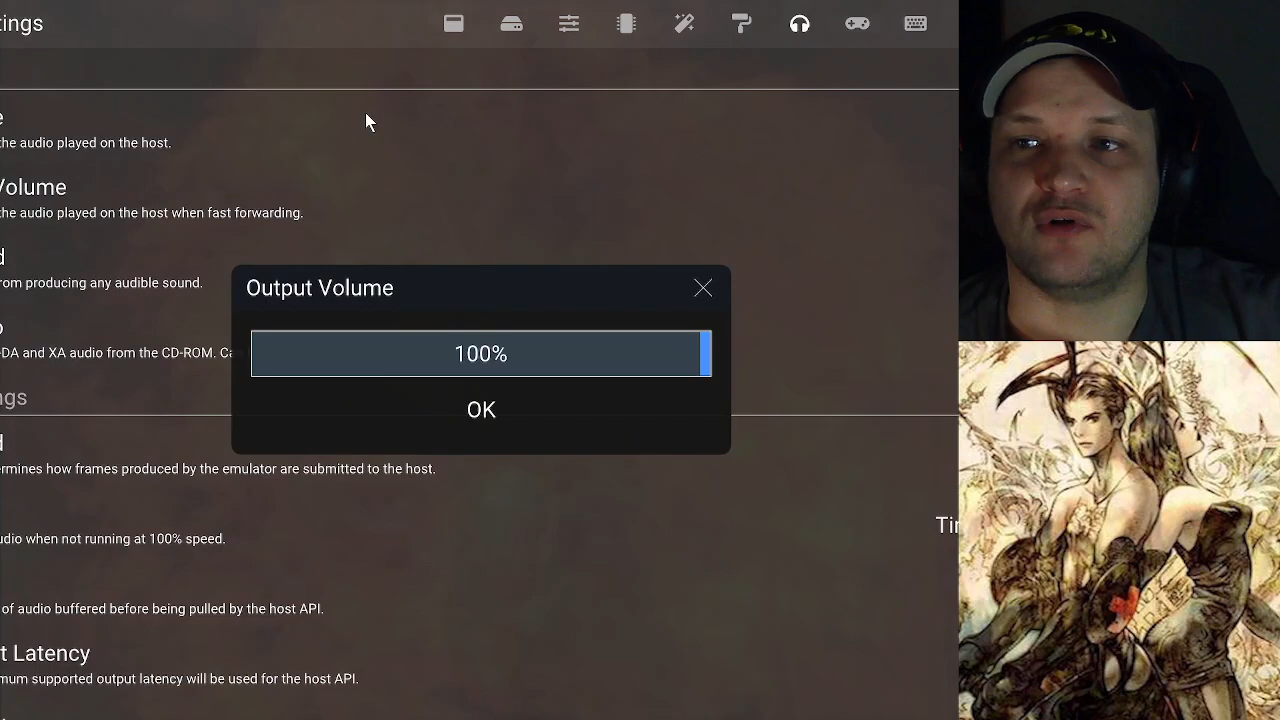 tings
e
the audio played on the host.
Volume
the audio played on the host when fast forwarding.
d
rom producing any audible sound.
o
-DA and XA audio from the CD-ROM. Ca
Output Volume
100%
OK
ngs
d
ermines how frames produced by the emulator are submitted to the host.
Tir
udio when not running at 100% speed.
of audio buffered before being pulled by the host API.
t Latency
mum supported output latency will be used for the host API.